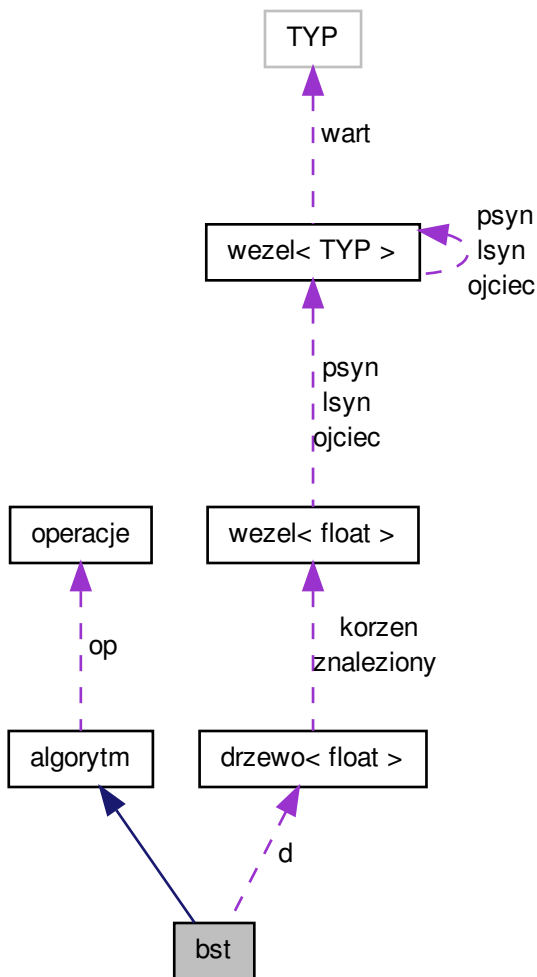 TYP
wart
wezel< TYP >
psyn
lsyn
ojciec
psyn
lsyn
ojciec
operacje
wezel< float >
op
korzen
znaleziony
algorytm
drzewo< float >
d
bst